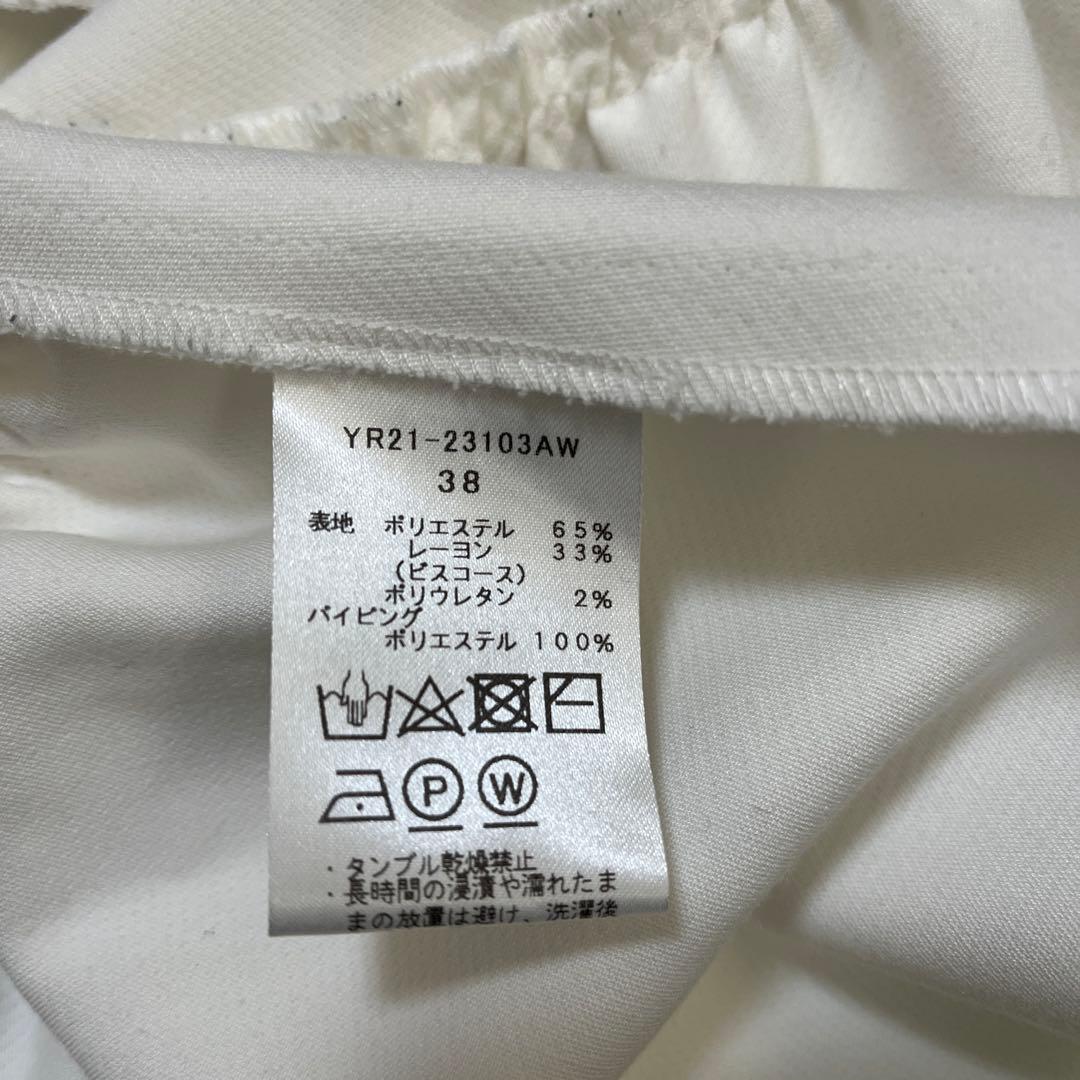 YR21-23103AW
38
表地 ポリエステル 65%
レーヨン 33%
(ビスコース)
ポリウレタン 2%
パイピング
ポリエステル 100%
P W
・タンブル乾燥禁止
・長時間の浸漬や濡れたま
まの放置は避け、洗濯後